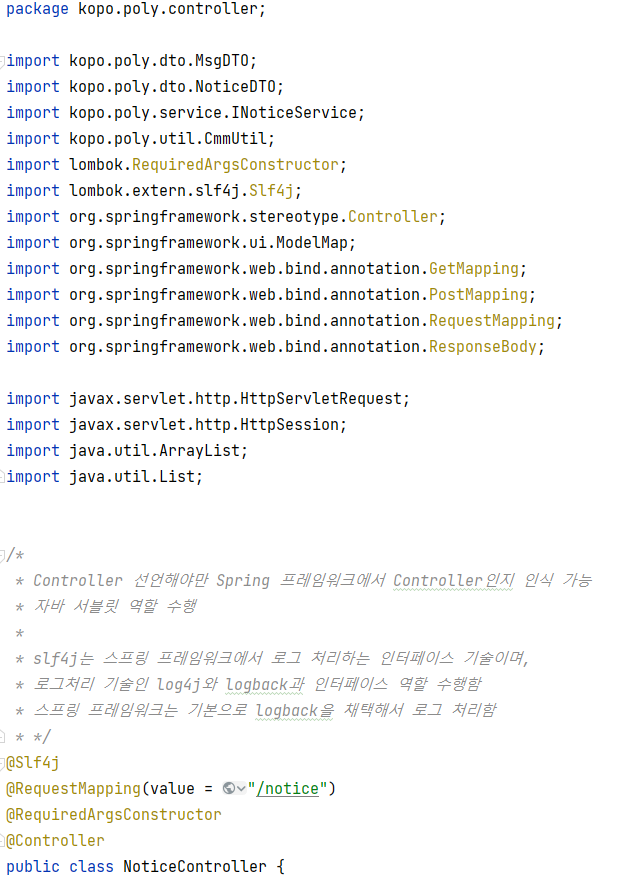 package kopo.poly.controller;
import kopo.poly.dto.MsgDTO;
import kopo.poly.dto.NoticeDTO;
import kopo.poly.service.INoticeService;
import kopo.poly.util.CmmUtil;
import lombok.RequiredArgsConstructor;
import lombok.extern.slf4j.Slf4j;
import org.springframework.stereotype.Controller;
import org.springframework.ui.ModelMap;
import org.springframework.web.bind.annotation.GetMapping;
import org.springframework.web.bind.annotation.PostMapping;
import org.springframework.web.bind.annotation.RequestMapping;
import org.springframework.web.bind.annotation.ResponseBody;
import javax.servlet.http.HttpServletRequest;
import javax.servlet.http.HttpSession;
import java.util.ArrayList;
import java.util.List;
/*
* Controller 선언해야만 Spring 프레임워크에서 Controller인지 인식 가능
* 자바 서블릿 역할 수행
*
* slf4j는 스프링 프레임워크에서 로그 처리하는 인터페이스 기술이며,
* 로그처리 기술인 log4j와 logback과 인터페이스 역할 수행함
* 스프링 프레임워크는 기본으로 logback을 채택해서 로그 처리함
* */
@Slf4j
@RequestMapping(value = "/notice")
@RequiredArgsConstructor
@Controller
public class NoticeController {